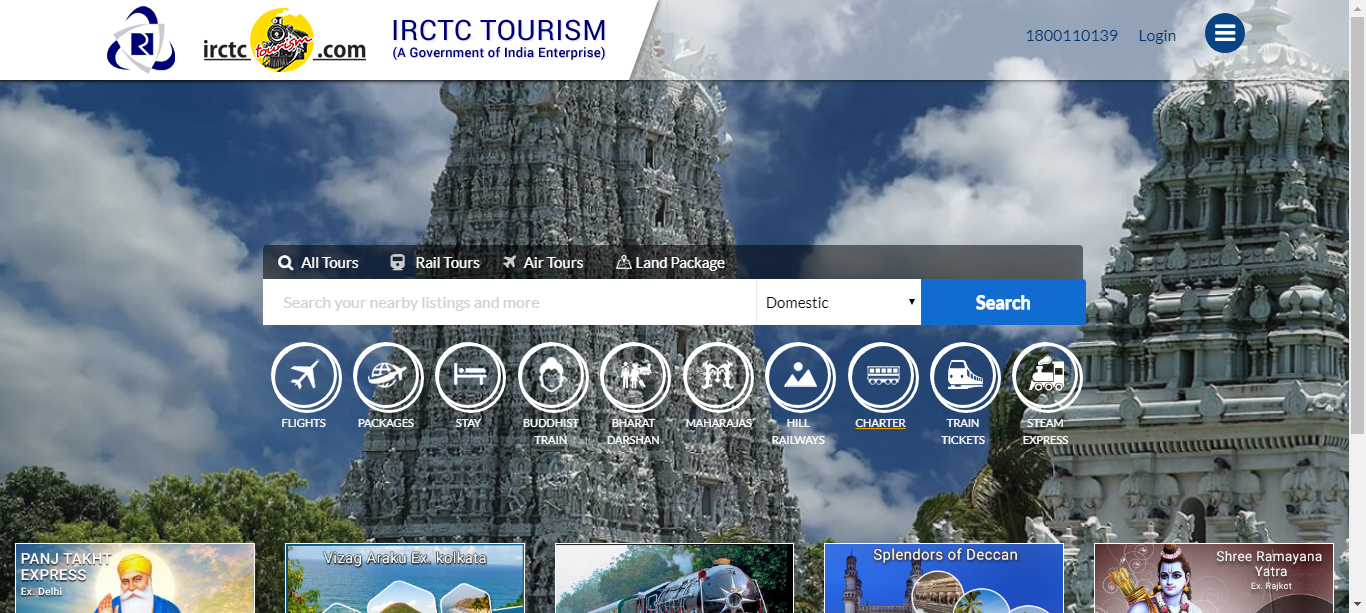 irctc tourism .com
IRCTC TOURISM
(A Government of India Enterprise)
1800110139 Login
All Tours Rail Tours Air Tours Land Package
Search your nearby listings and more Domestic Search
FLIGHTS PACKAGES STAY BUDDHIST TRAIN BHARAT DARSHAN MAHARAJAS HILL RAILWAYS CHARTER TRAIN TICKETS STEAM EXPRESS
PANJ TAKHT
EXPRESS
Ex. Delhi
Vizag Araku Ex. kolkata
Splendors of Deccan
Shree Ramayana
Yatra
Ex. Rajkot